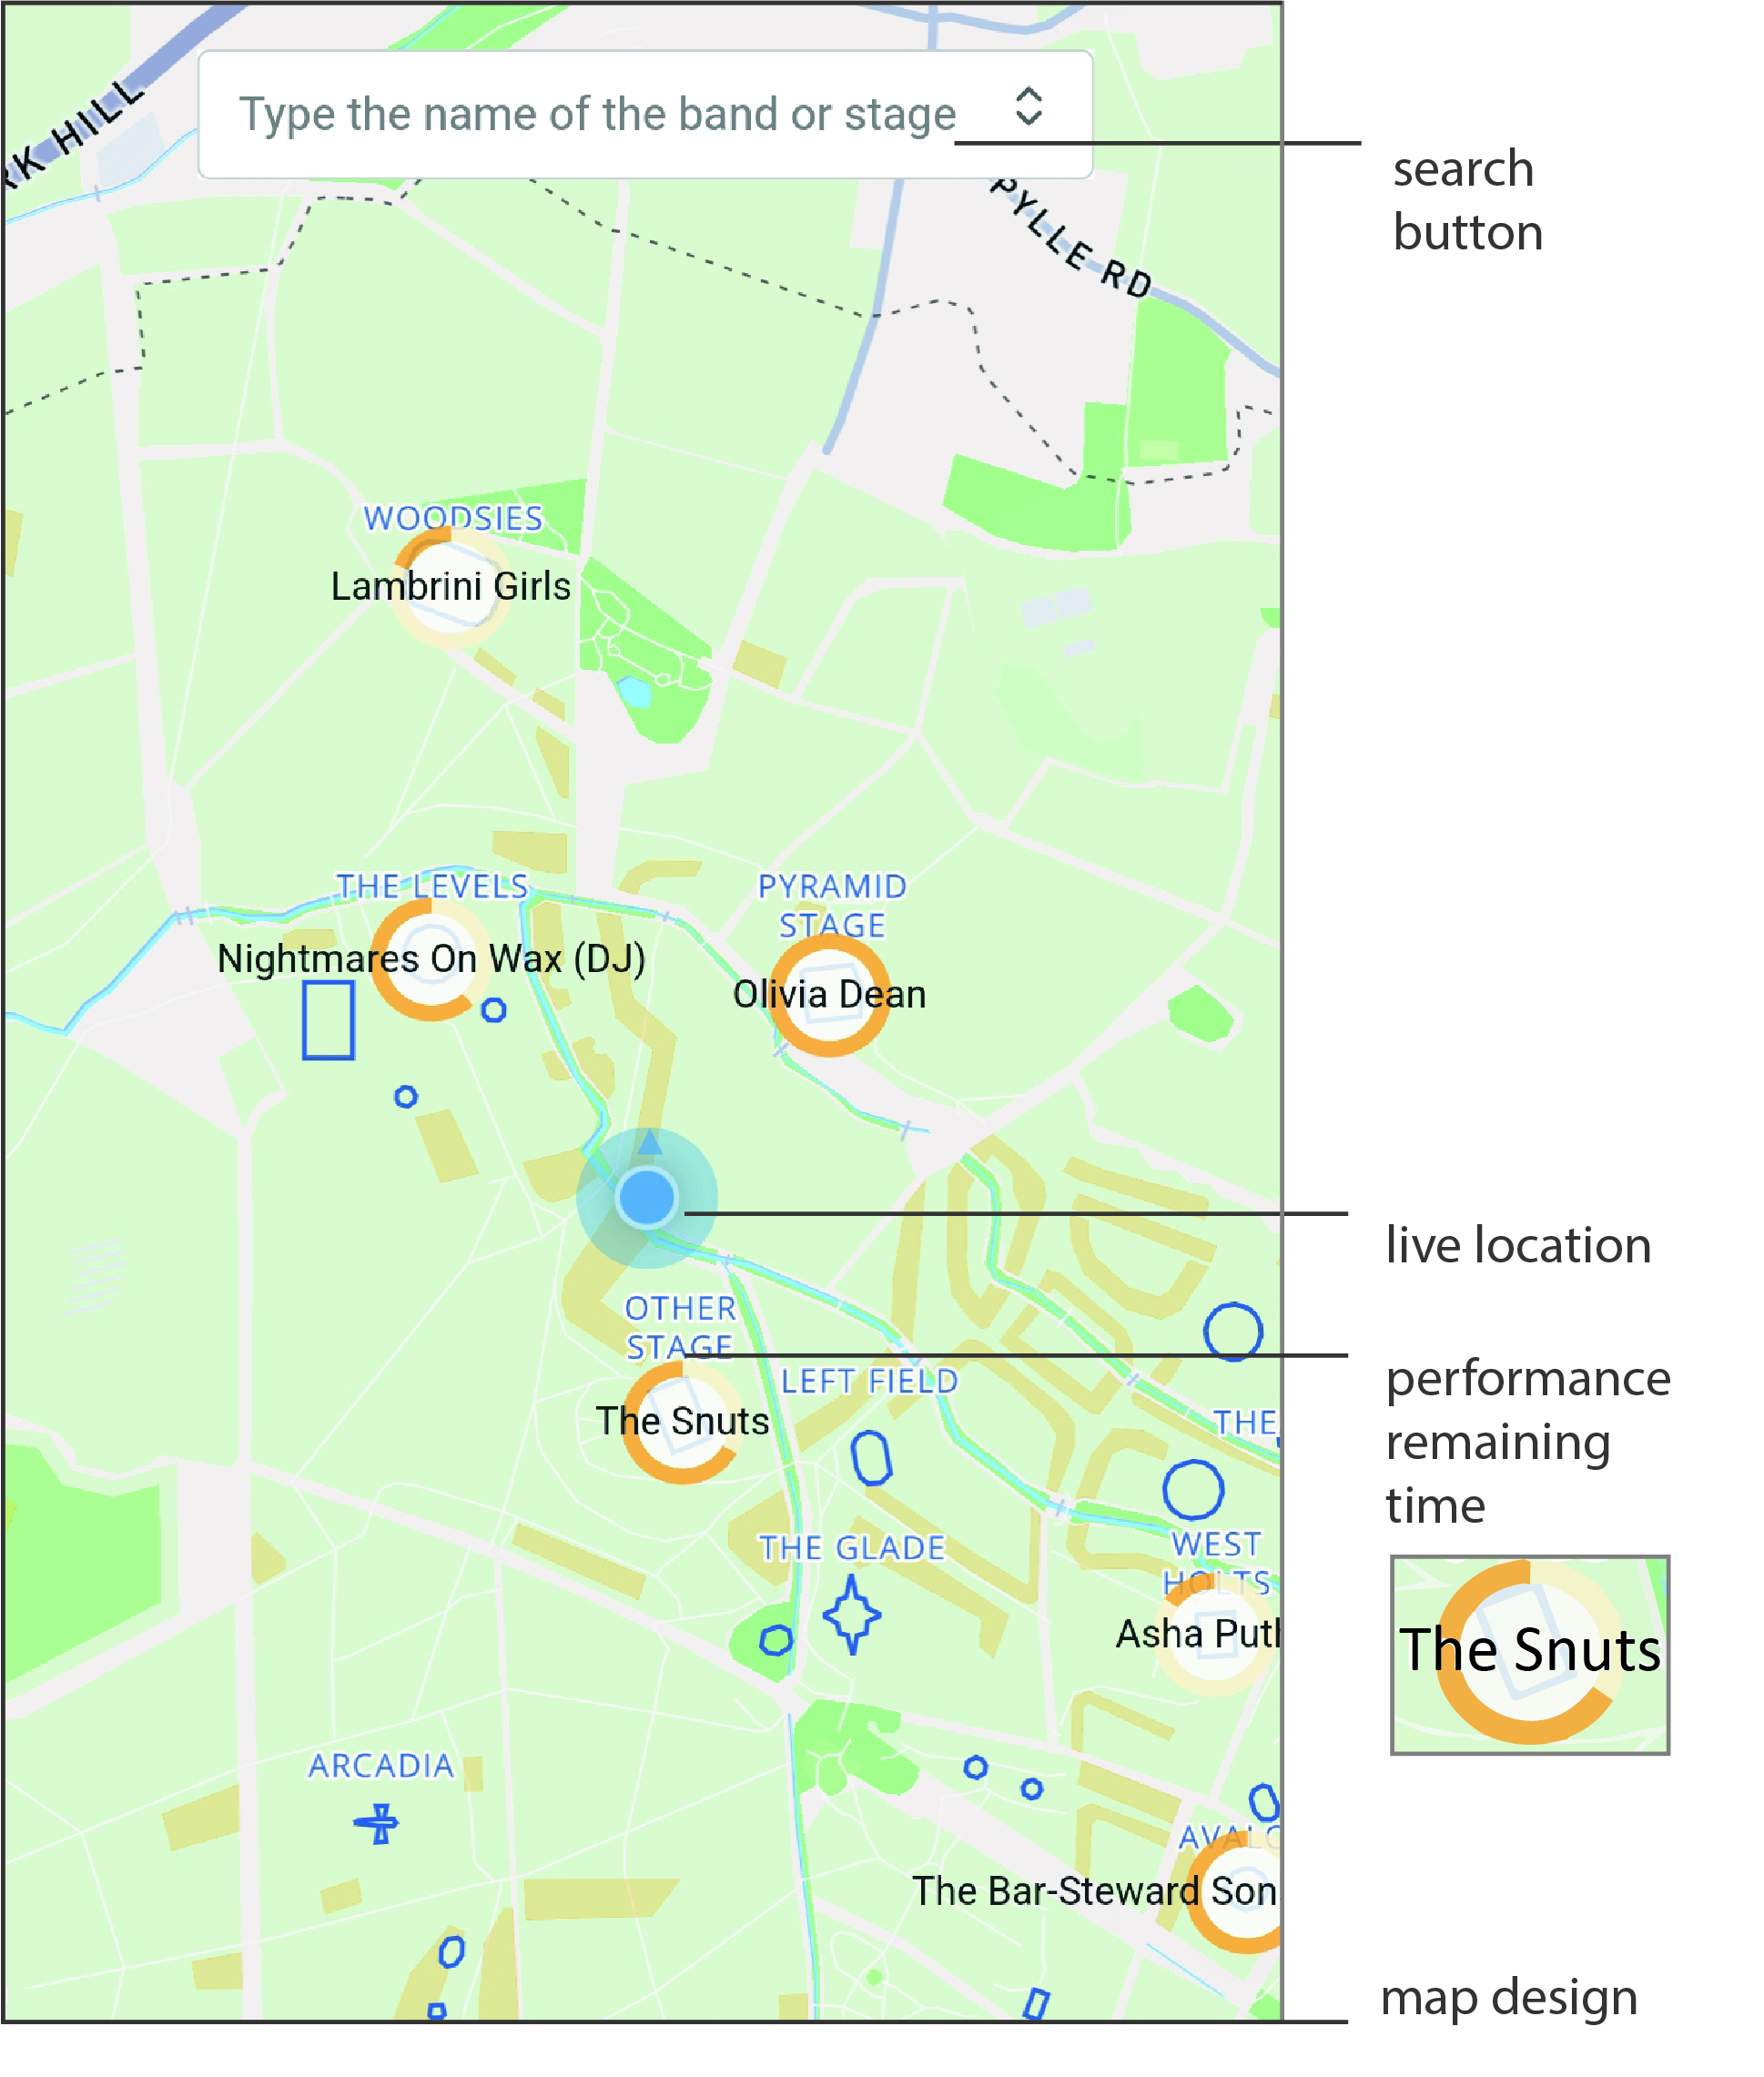 RK HILL
Type the name of the band or stage
search
button
PYLLE RD
WOODSIES
Lambrini Girls
THE LEVELS
Nightmares On Wax (DJ)
PYRAMID
STAGE
Olivia Dean
live location
OTHER
STAGE
The Snuts
LEFT FIELD
performance
remaining
time
THE
The Snuts
THE GLADE
WEST
HOLTS
Asha Puth
ARCADIA
AVALO
The Bar-Steward Son
map design